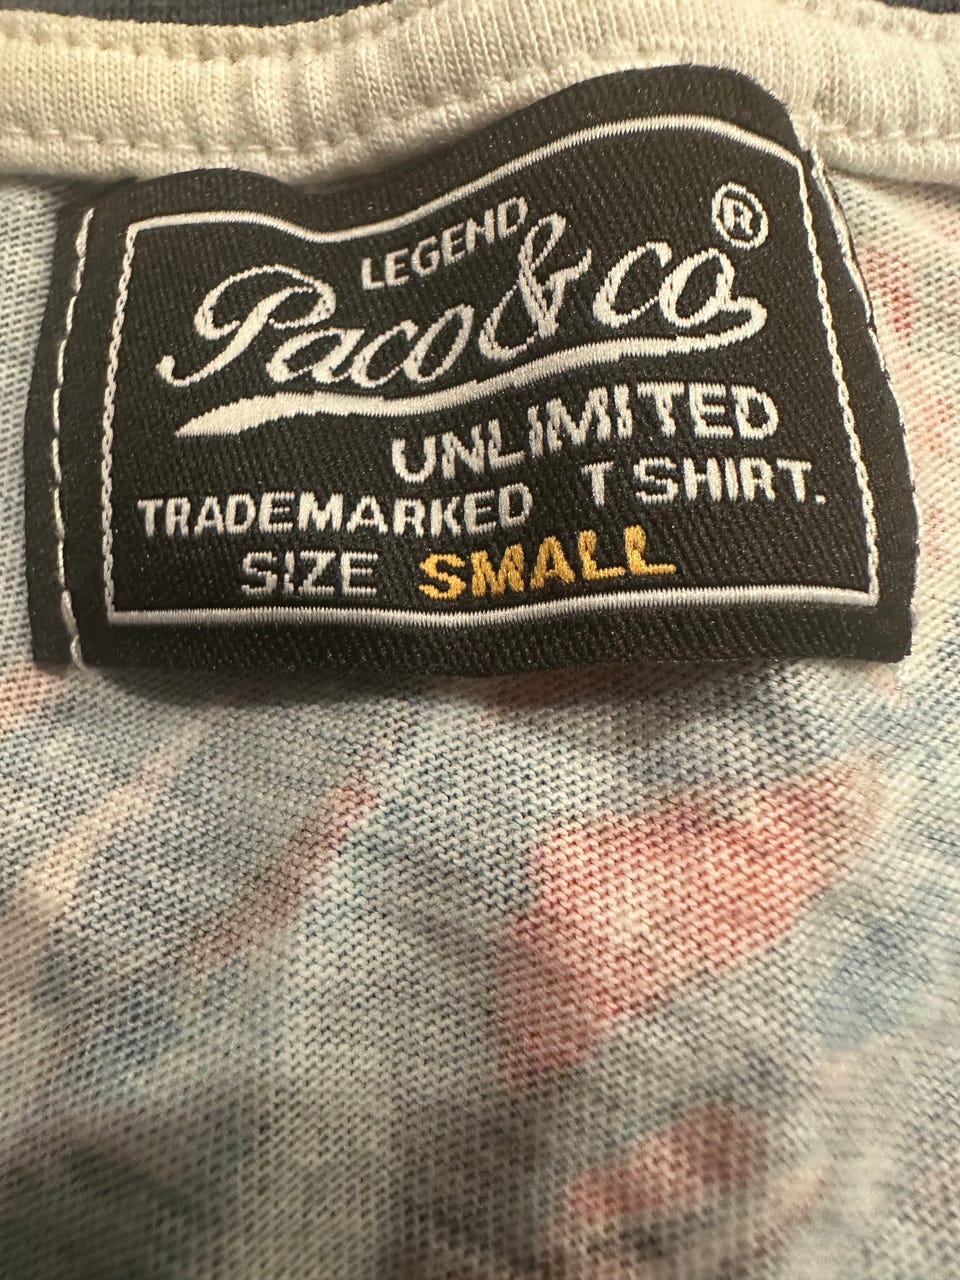 LEGEND
Paco & co ®
UNLIMITED
TRADEMARKED T SHIRT.
SIZE SMALL